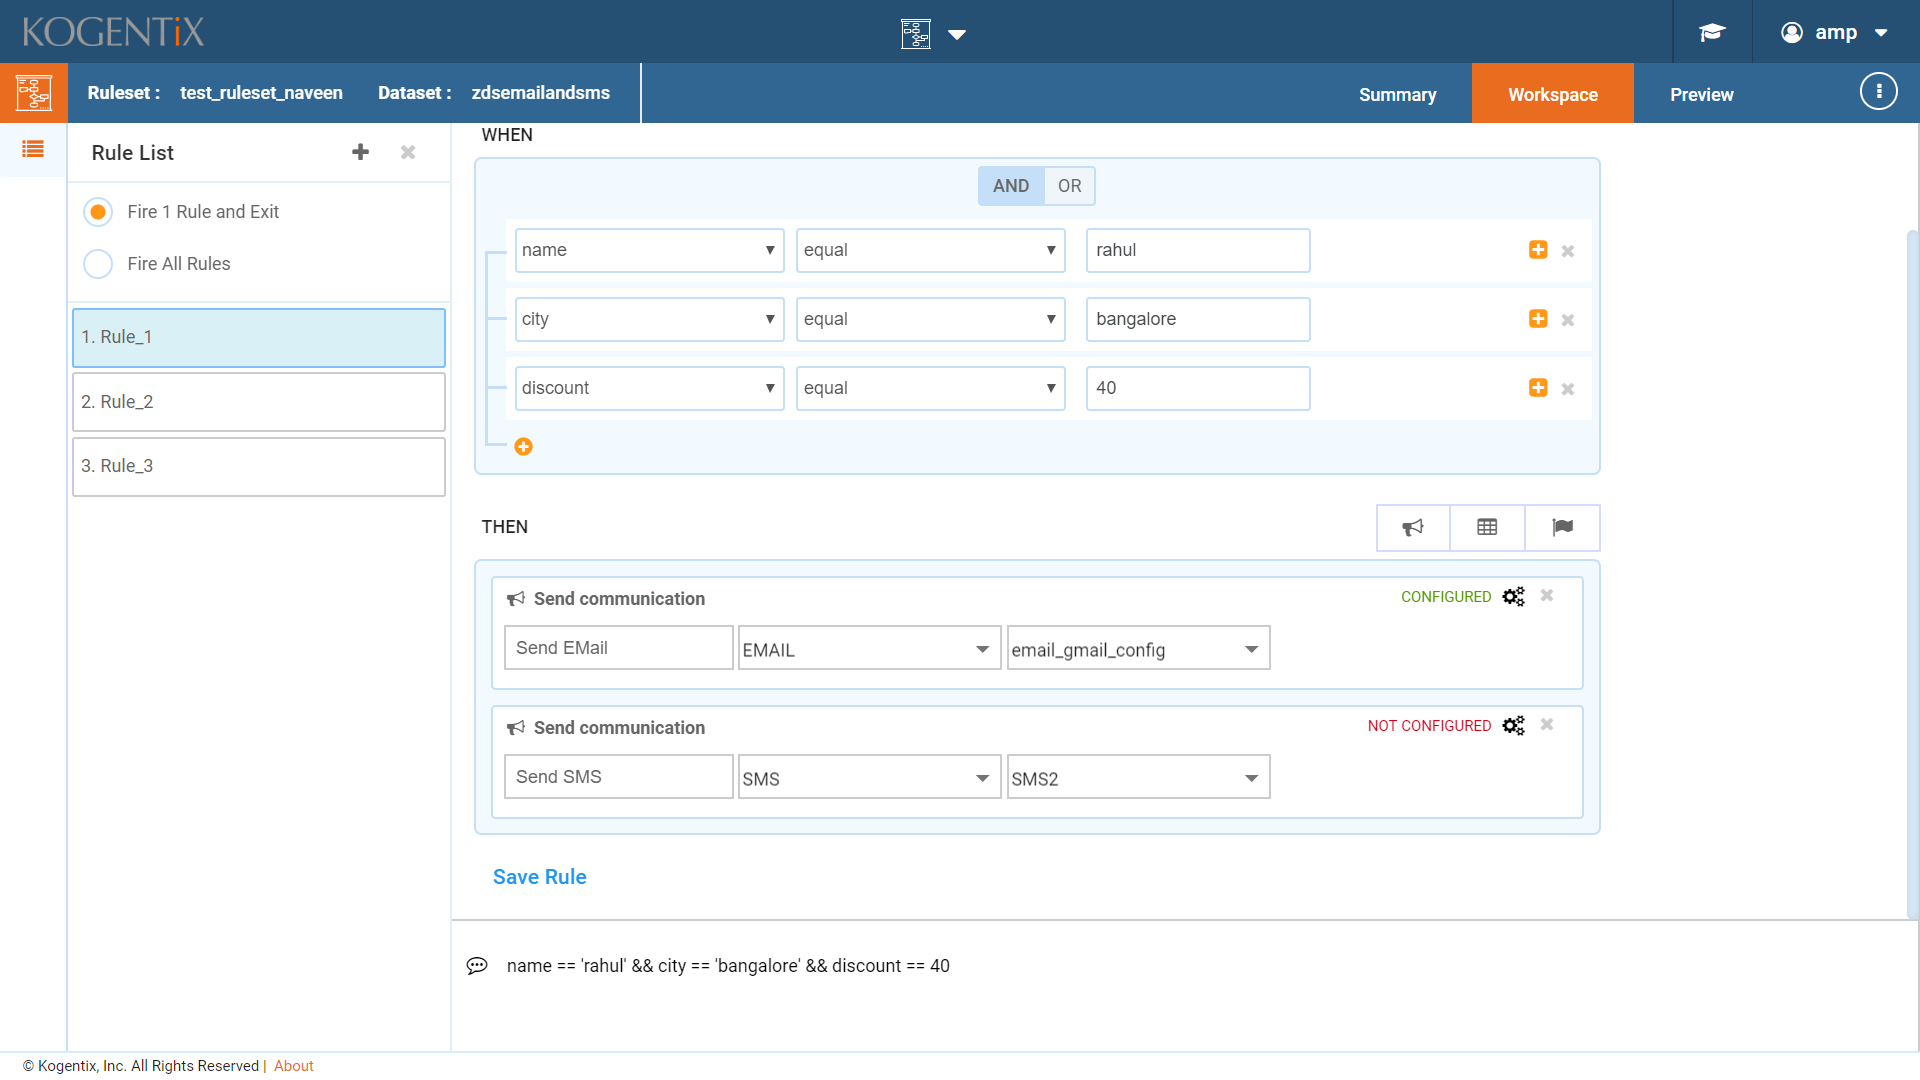 KOGENTiX
amp
Ruleset : test_ruleset_naveen Dataset : zdsemailandsms
Summary Workspace Preview
Rule List
Fire 1 Rule and Exit
Fire All Rules
1. Rule_1
2. Rule_2
3. Rule_3
WHEN
AND OR
name equal rahul
city equal bangalore
discount equal 40
THEN
Send communication CONFIGURED
Send EMail EMAIL email_gmail_config
Send communication NOT CONFIGURED
Send SMS SMS SMS2
Save Rule
name == 'rahul' && city == 'bangalore' && discount == 40
© Kogentix, Inc. All Rights Reserved | About